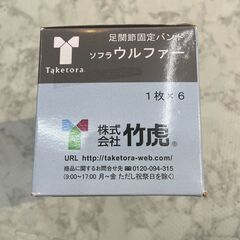 足関節固定バンド
ソフラウルファー
Taketora
1枚×6
株式会社竹虎®
URL http://taketora-web.com/
商品に関するお問合せ先 0120-094-315
(9:00~17:00 月~金 ただし祝祭日を除く)